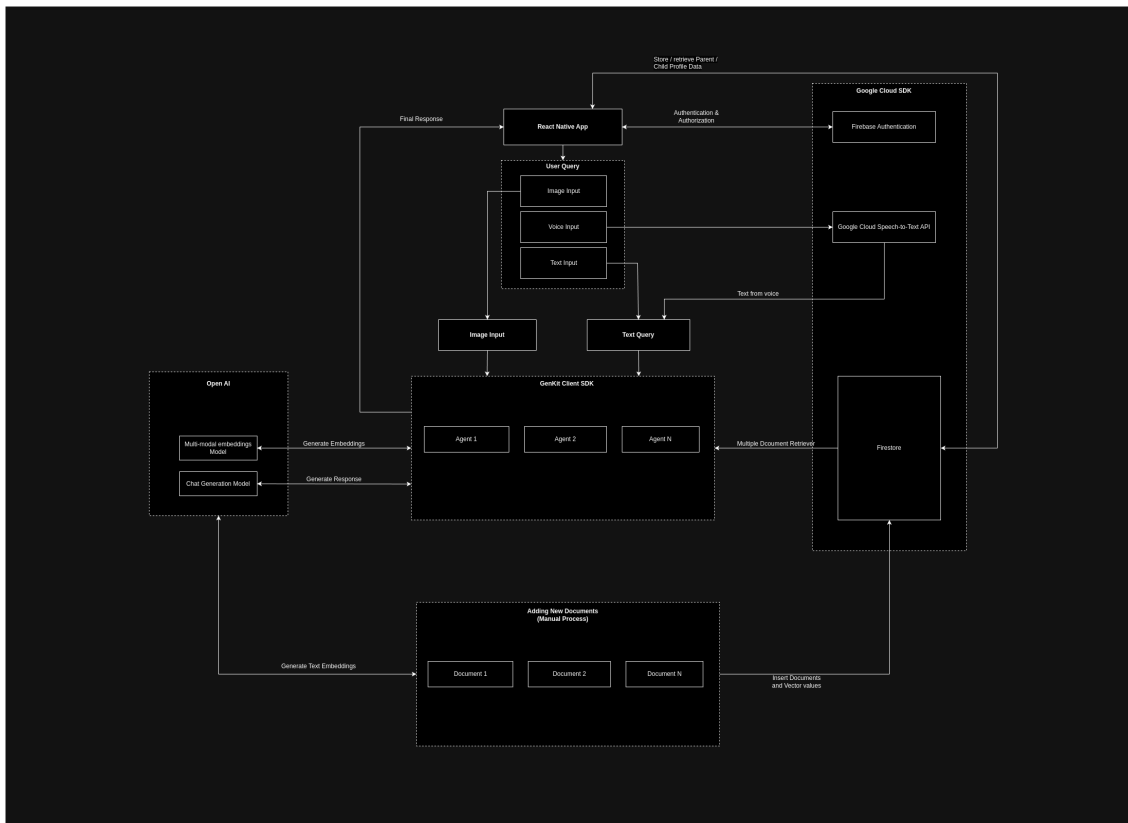 Store / retrieve Parent /
Child Profile Data
Google Cloud SDK
Final Response
React Native App
Authentication &
Authorization
Firebase Authentication
User Query
Image Input
Voice Input
Google Cloud Speech-to-Text API
Text Input
Text from voice
Image Input
Text Query
Open AI
GenKit Client SDK
Multi-modal embeddings
Model
Generate Embeddings
Agent 1
Agent 2
Agent N
Multiple Dcoument Retriever
Firestore
Chat Generation Model
Generate Response
Adding New Documents
(Manual Process)
Generate Text Embeddings
Document 1
Document 2
Document N
Insert Documents
and Vector values